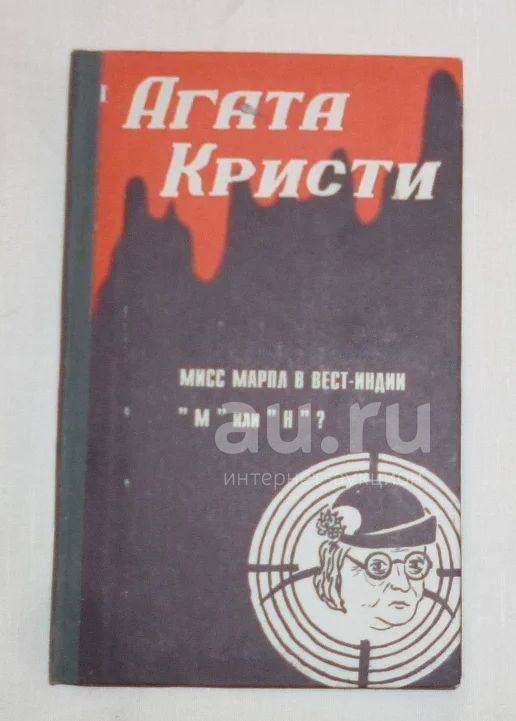 Агата
Кристи
МИСС МАРПЛ В ВЕСТ-ИНДИИ
"М" или "Н"?
au.ru
интернет-аукцион